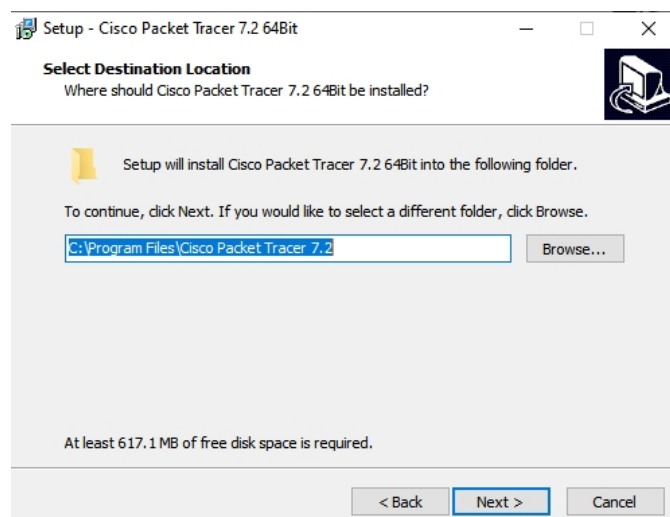 Setup - Cisco Packet Tracer 7.2 64Bit
Select Destination Location
Where should Cisco Packet Tracer 7.2 64Bit be installed?
Setup will install Cisco Packet Tracer 7.2 64Bit into the following folder.
To continue, click Next. If you would like to select a different folder, click Browse.
C:\Program Files\Cisco Packet Tracer 7.2
Browse...
At least 617.1 MB of free disk space is required.
< Back
Next >
Cancel